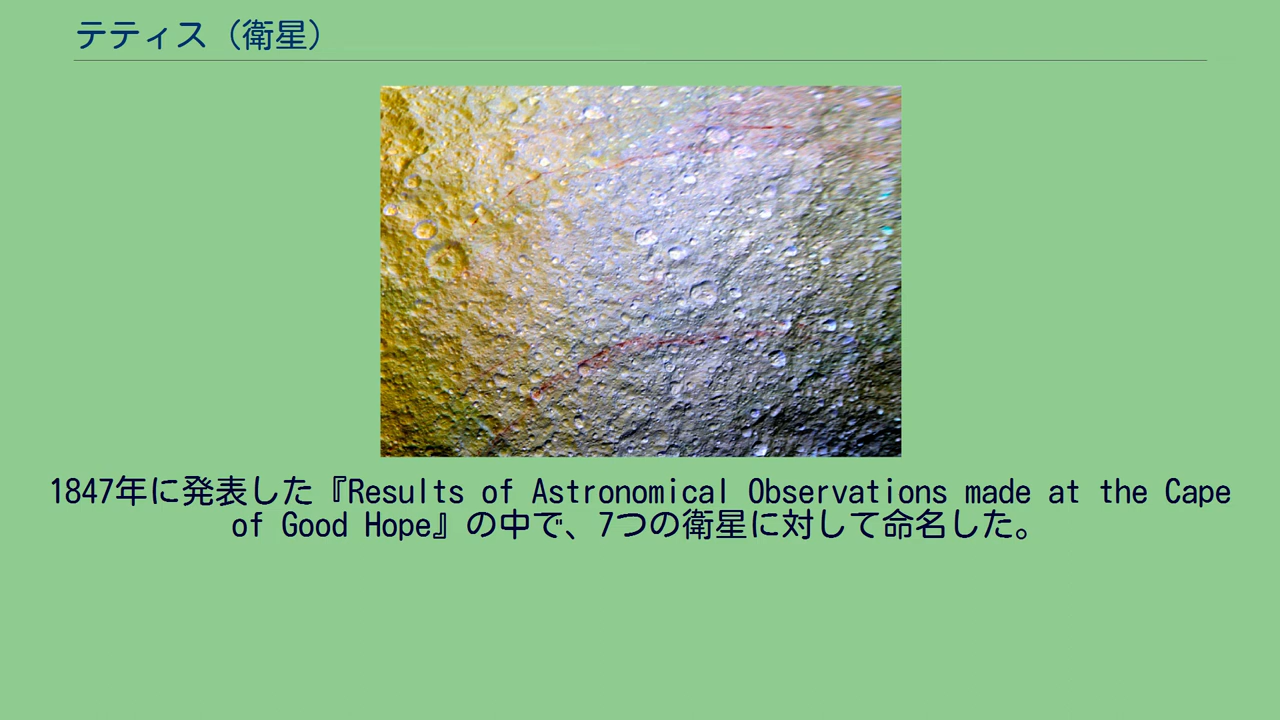 テティス（衛星）
1847年に発表した『Results of Astronomical Observations made at the Cape
of Good Hope』の中で、7つの衛星に対して命名した。